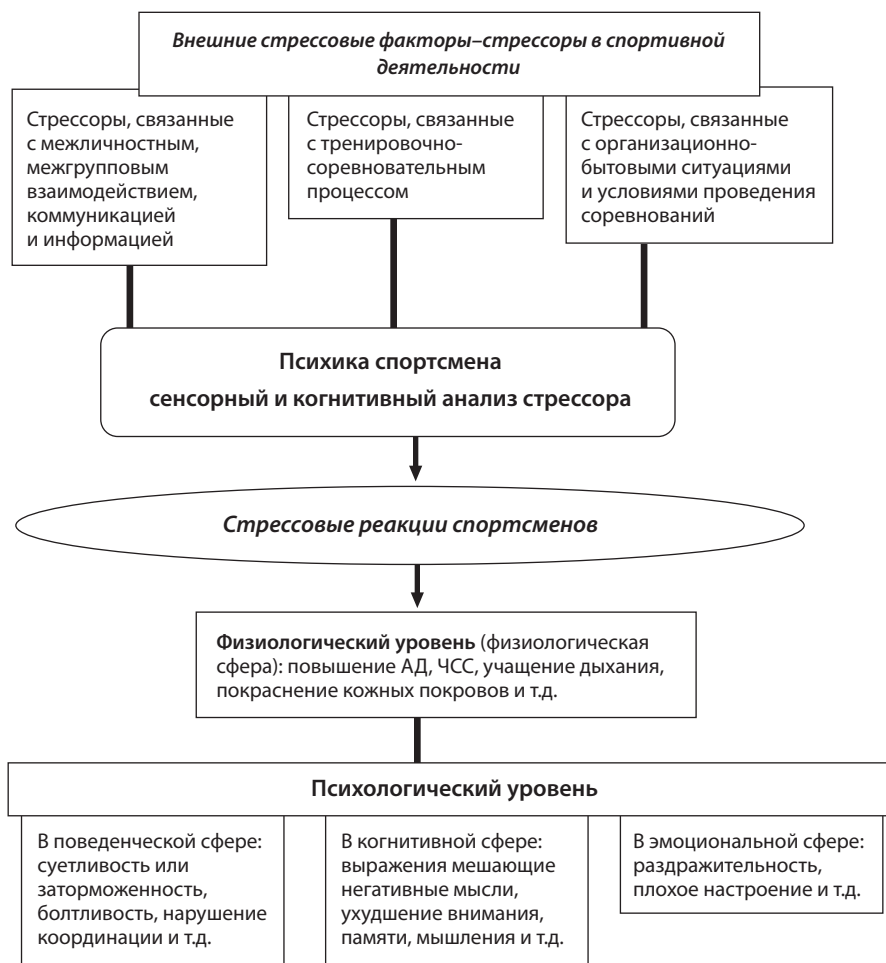 Внешние стрессовые факторы–стрессоры в спортивной
деятельности
Стрессоры, связанные
с межличностным,
межгрупповым
взаимодействием,
коммуникацией
и информацией
Стрессоры, связанные
с тренировочно-
соревновательным
процессом
Стрессоры, связанные
с организационно-
бытовыми ситуациями
и условиями проведения
соревнований
Психика спортсмена
сенсорный и когнитивный анализ стрессора
Стрессовые реакции спортсменов
Физиологический уровень (физиологическая
сфера): повышение АД, ЧСС, учащение дыхания,
покраснение кожных покровов и т.д.
Психологический уровень
В поведенческой сфере:
суетливость или
заторможенность,
болтливость, нарушение
координации и т.д.
В когнитивной сфере:
выражения мешающие
негативные мысли,
ухудшение внимания,
памяти, мышления и т.д.
В эмоциональной сфере:
раздражительность,
плохое настроение и т.д.